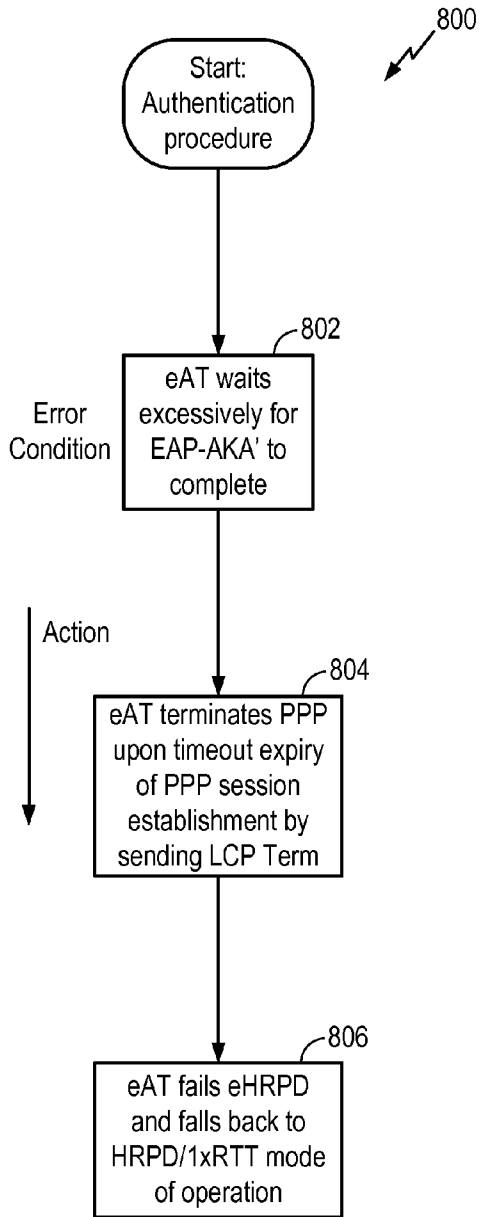 800
Start:
Authentication
procedure
802
eAT waits
excessively for
EAP-AKA’ to
complete
Error
Condition
Action
804
eAT terminates PPP
upon timeout expiry
of PPP session
establishment by
sending LCP Term
806
eAT fails eHRPD
and falls back to
HRPD/1xRTT mode
of operation